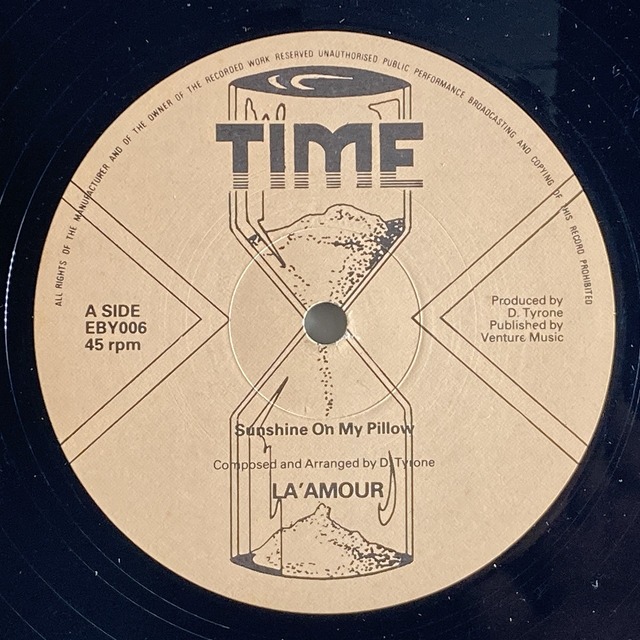 ALL RIGHTS OF THE MANUFACTURER AND OF THE OWNER OF THE RECORDED WORK RESERVED UNAUTHORISED PUBLIC PERFORMANCE BROADCASTING AND COPYING OF THIS RECORD PROHIBITED
TIME
A SIDE
EBY006
45 rpm
Produced by
D. Tyrone
Published by
Venture Music
Sunshine On My Pillow
Composed and Arranged by D. Tyrone
LA'AMOUR